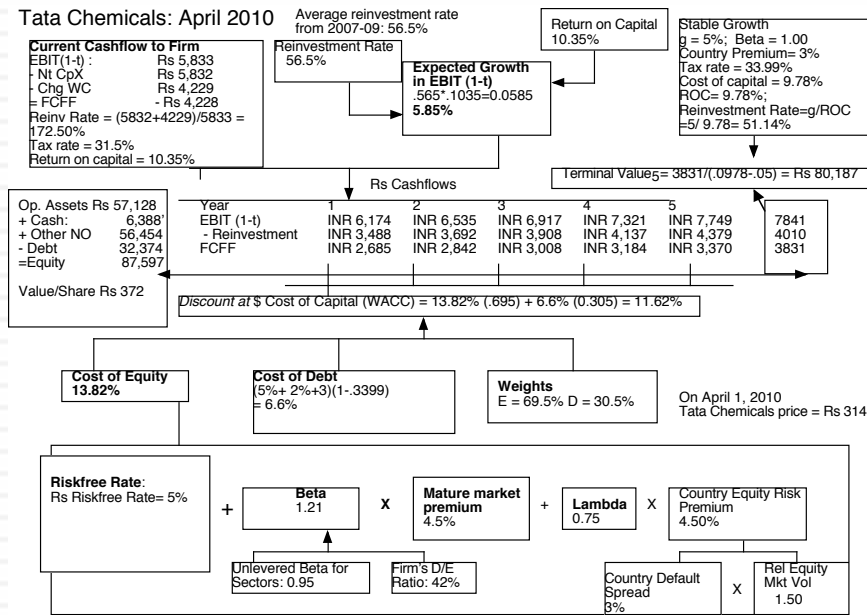 Tata Chemicals: April 2010
Average reinvestment rate
from 2007-09: 56.5%
Return on Capital
10.35%
Stable Growth
g = 5%; Beta = 1.00
Country Premium= 3%
Tax rate = 33.99%
Cost of capital = 9.78%
ROC= 9.78%;
Reinvestment Rate=g/ROC
=5/ 9.78= 51.14%
Current Cashflow to Firm
EBIT(1-t) : Rs 5,833
- Nt CpX Rs 5,832
- Chg WC Rs 4,229
= FCFF - Rs 4,228
Reinv Rate = (5832+4229)/5833 =
172.50%
Tax rate = 31.5%
Return on capital = 10.35%
Reinvestment Rate
56.5%
Expected Growth
in EBIT (1-t)
.565*.1035=0.0585
5.85%
Terminal Value5= 3831/(.0978-.05) = Rs 80,187
Rs Cashflows
Op. Assets Rs 57,128
+ Cash: 6,388'
+ Other NO 56,454
- Debt 32,374
=Equity 87,597
Value/Share Rs 372
Year 1 2 3 4 5
EBIT (1-t) INR 6,174 INR 6,535 INR 6,917 INR 7,321 INR 7,749 7841
- Reinvestment INR 3,488 INR 3,692 INR 3,908 INR 4,137 INR 4,379 4010
FCFF INR 2,685 INR 2,842 INR 3,008 INR 3,184 INR 3,370 3831
Discount at $ Cost of Capital (WACC) = 13.82% (.695) + 6.6% (0.305) = 11.62%
Cost of Equity
13.82%
Cost of Debt
(5%+ 2%+3)(1-.3399)
= 6.6%
Weights
E = 69.5% D = 30.5%
On April 1, 2010
Tata Chemicals price = Rs 314
Riskfree Rate:
Rs Riskfree Rate= 5%
+
Beta
1.21
X
Mature market
premium
4.5%
+
Lambda
0.75
X
Country Equity Risk
Premium
4.50%
Unlevered Beta for
Sectors: 0.95
Firm's D/E
Ratio: 42%
Country Default
Spread
3%
X
Rel Equity
Mkt Vol
1.50